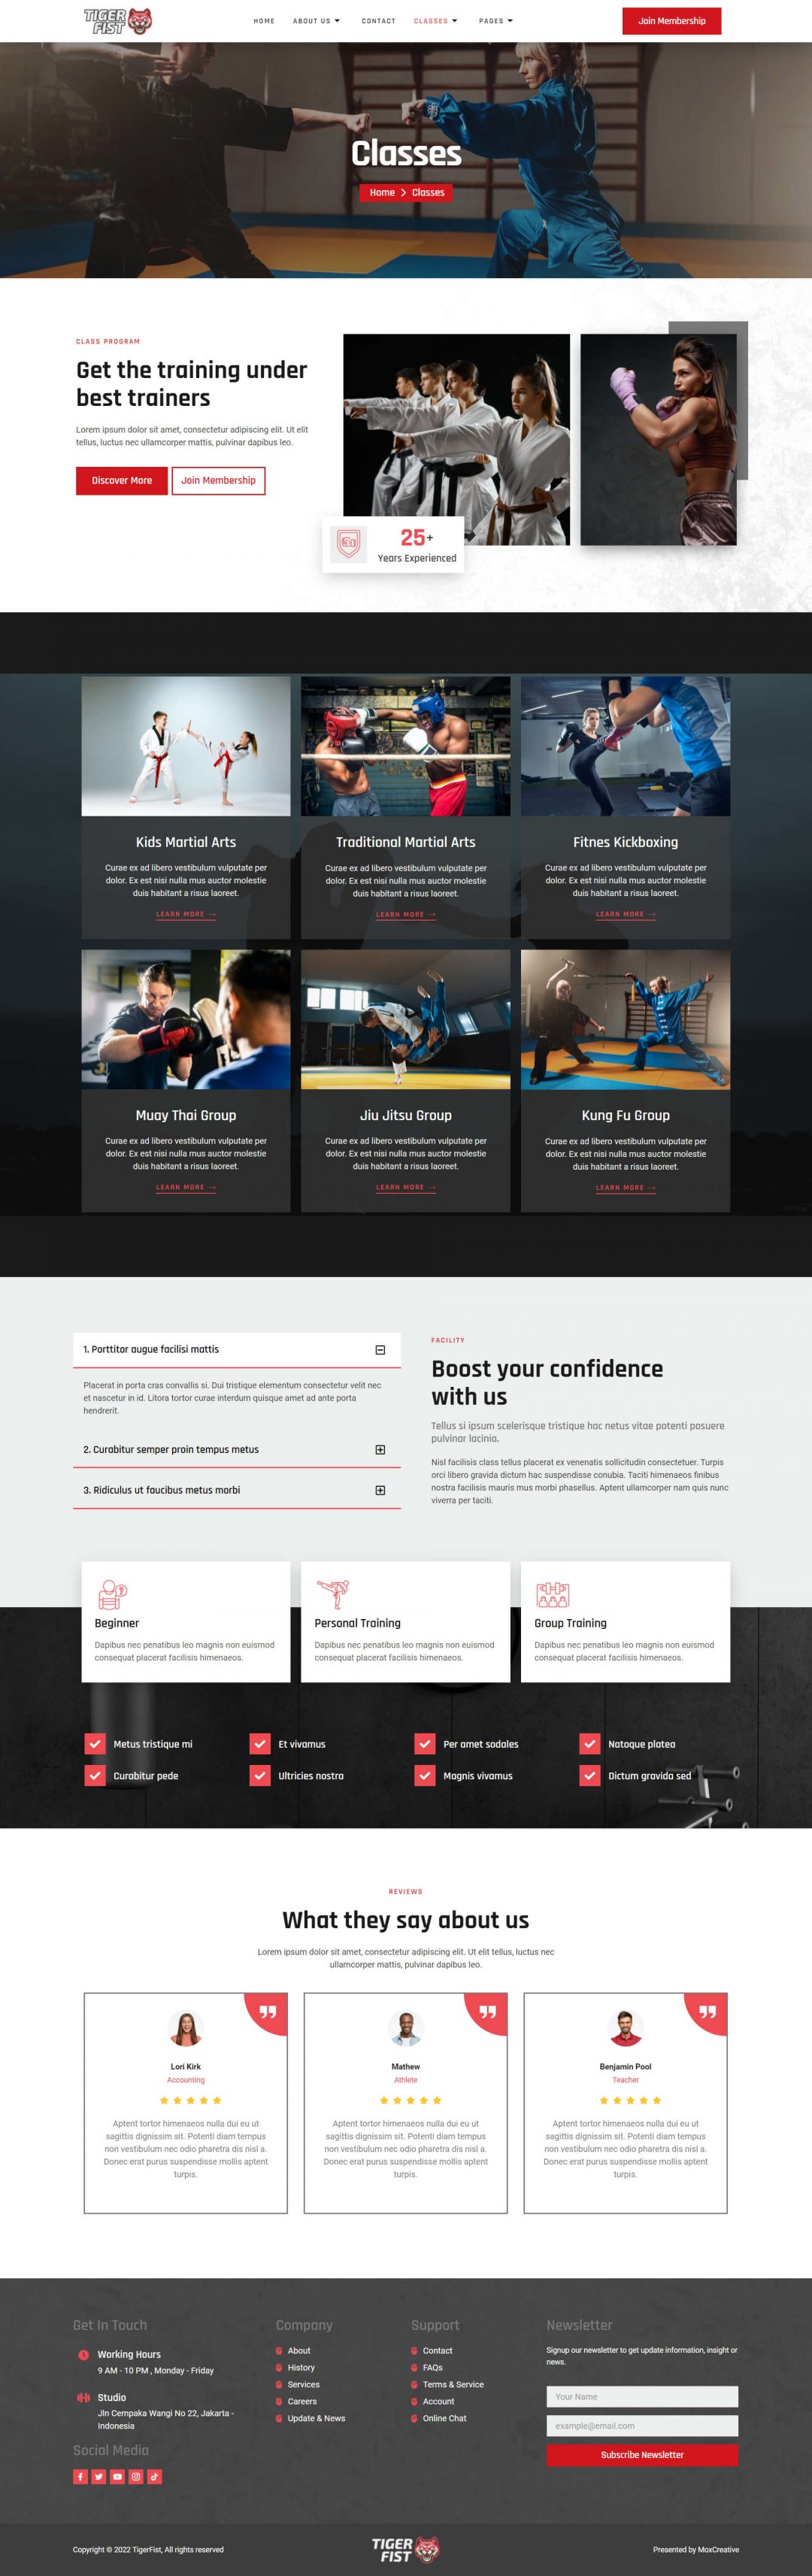 TIGER
FIST
HOME ABOUT US CONTACT CLASSES PAGES
Join Membership
Classes
Home > Classes
CLASS PROGRAM
Get the training under
best trainers
Lorem ipsum dolor sit amet, consectetur adipiscing elit. Ut elit
tellus, luctus nec ullamcorper mattis, pulvinar dapibus leo.
Discover More Join Membership
25+
Years Experienced
Kids Martial Arts
Curae ex ad libero vestibulum vulputate per
dolor. Ex est nisi nulla mus auctor molestie
duis habitant a risus laoreet.
LEARN MORE →
Traditional Martial Arts
Curae ex ad libero vestibulum vulputate per
dolor. Ex est nisi nulla mus auctor molestie
duis habitant a risus laoreet.
LEARN MORE →
Fitnes Kickboxing
Curae ex ad libero vestibulum vulputate per
dolor. Ex est nisi nulla mus auctor molestie
duis habitant a risus laoreet.
LEARN MORE →
Muay Thai Group
Curae ex ad libero vestibulum vulputate per
dolor. Ex est nisi nulla mus auctor molestie
duis habitant a risus laoreet.
LEARN MORE →
Jiu Jitsu Group
Curae ex ad libero vestibulum vulputate per
dolor. Ex est nisi nulla mus auctor molestie
duis habitant a risus laoreet.
LEARN MORE →
Kung Fu Group
Curae ex ad libero vestibulum vulputate per
dolor. Ex est nisi nulla mus auctor molestie
duis habitant a risus laoreet.
LEARN MORE →
1. Porttitor augue facilisi mattis
Placerat in porta cras convallis si. Dui tristique elementum consectetur velit nec
et nascetur in id. Litora tortor curae interdum quisque amet ad ante porta
hendrerit.
2. Curabitur semper proin tempus metus
3. Ridiculus ut faucibus metus morbi
FACILITY
Boost your confidence
with us
Tellus si ipsum scelerisque tristique hac netus vitae potenti posuere
pulvinar lacinia.
Nisl facilisis class tellus placerat ex venenatis sollicitudin consectetuer. Turpis
orci libero gravida dictum hac suspendisse conubia. Taciti himenaeos finibus
nostra facilisis mauris mus morbi phasellus. Aptent ullamcorper nam quis nunc
viverra per taciti.
Beginner
Dapibus nec penatibus leo magnis non euismod
consequat placerat facilisis himenaeos.
Personal Training
Dapibus nec penatibus leo magnis non euismod
consequat placerat facilisis himenaeos.
Group Training
Dapibus nec penatibus leo magnis non euismod
consequat placerat facilisis himenaeos.
Metus tristique mi Et vivamus Per amet sodales Natoque platea
Curabitur pede Ultricies nostra Magnis vivamus Dictum gravida sed
REVIEWS
What they say about us
Lorem ipsum dolor sit amet, consectetur adipiscing elit. Ut elit tellus, luctus nec
ullamcorper mattis, pulvinar dapibus leo.
Lori Kirk
Accounting
Aptent tortor himenaeos nulla dui eu ut
sagittis dignissim sit. Potenti diam tempus
non vestibulum nec odio pharetra dis nisl a.
Donec erat purus suspendisse mollis aptent
turpis.
Mathew
Athlete
Aptent tortor himenaeos nulla dui eu ut
sagittis dignissim sit. Potenti diam tempus
non vestibulum nec odio pharetra dis nisl a.
Donec erat purus suspendisse mollis aptent
turpis.
Benjamin Pool
Teacher
Aptent tortor himenaeos nulla dui eu ut
sagittis dignissim sit. Potenti diam tempus
non vestibulum nec odio pharetra dis nisl a.
Donec erat purus suspendisse mollis aptent
turpis.
Get In Touch
Working Hours
9 AM - 10 PM , Monday - Friday
Studio
Jln Cempaka Wangi No 22, Jakarta -
Indonesia
Social Media
Company
About
History
Services
Careers
Update & News
Support
Contact
FAQs
Terms & Service
Account
Online Chat
Newsletter
Signup our newsletter to get update information, insight or
news.
Your Name
example@email.com
Subscribe Newsletter
Copyright © 2022 TigerFist, All rights reserved
TIGER
FIST
Presented by MoxCreative